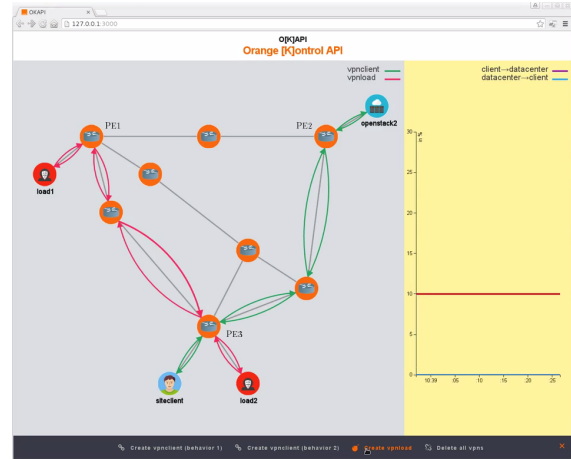 OKAPI
127.0.0.1:3000
O[K]API
Orange [K]ontrol API
vpnclient
vpnload
client→datacenter
datacenter→client
PE1
PE2
openstack2
load1
PE3
siteclient
load2
30
25
20
15
10
5
0
10:39
05
10
15
20
25
Create vpnclient (behavior 1)
Create vpnclient (behavior 2)
Create vpnload
Delete all vpns